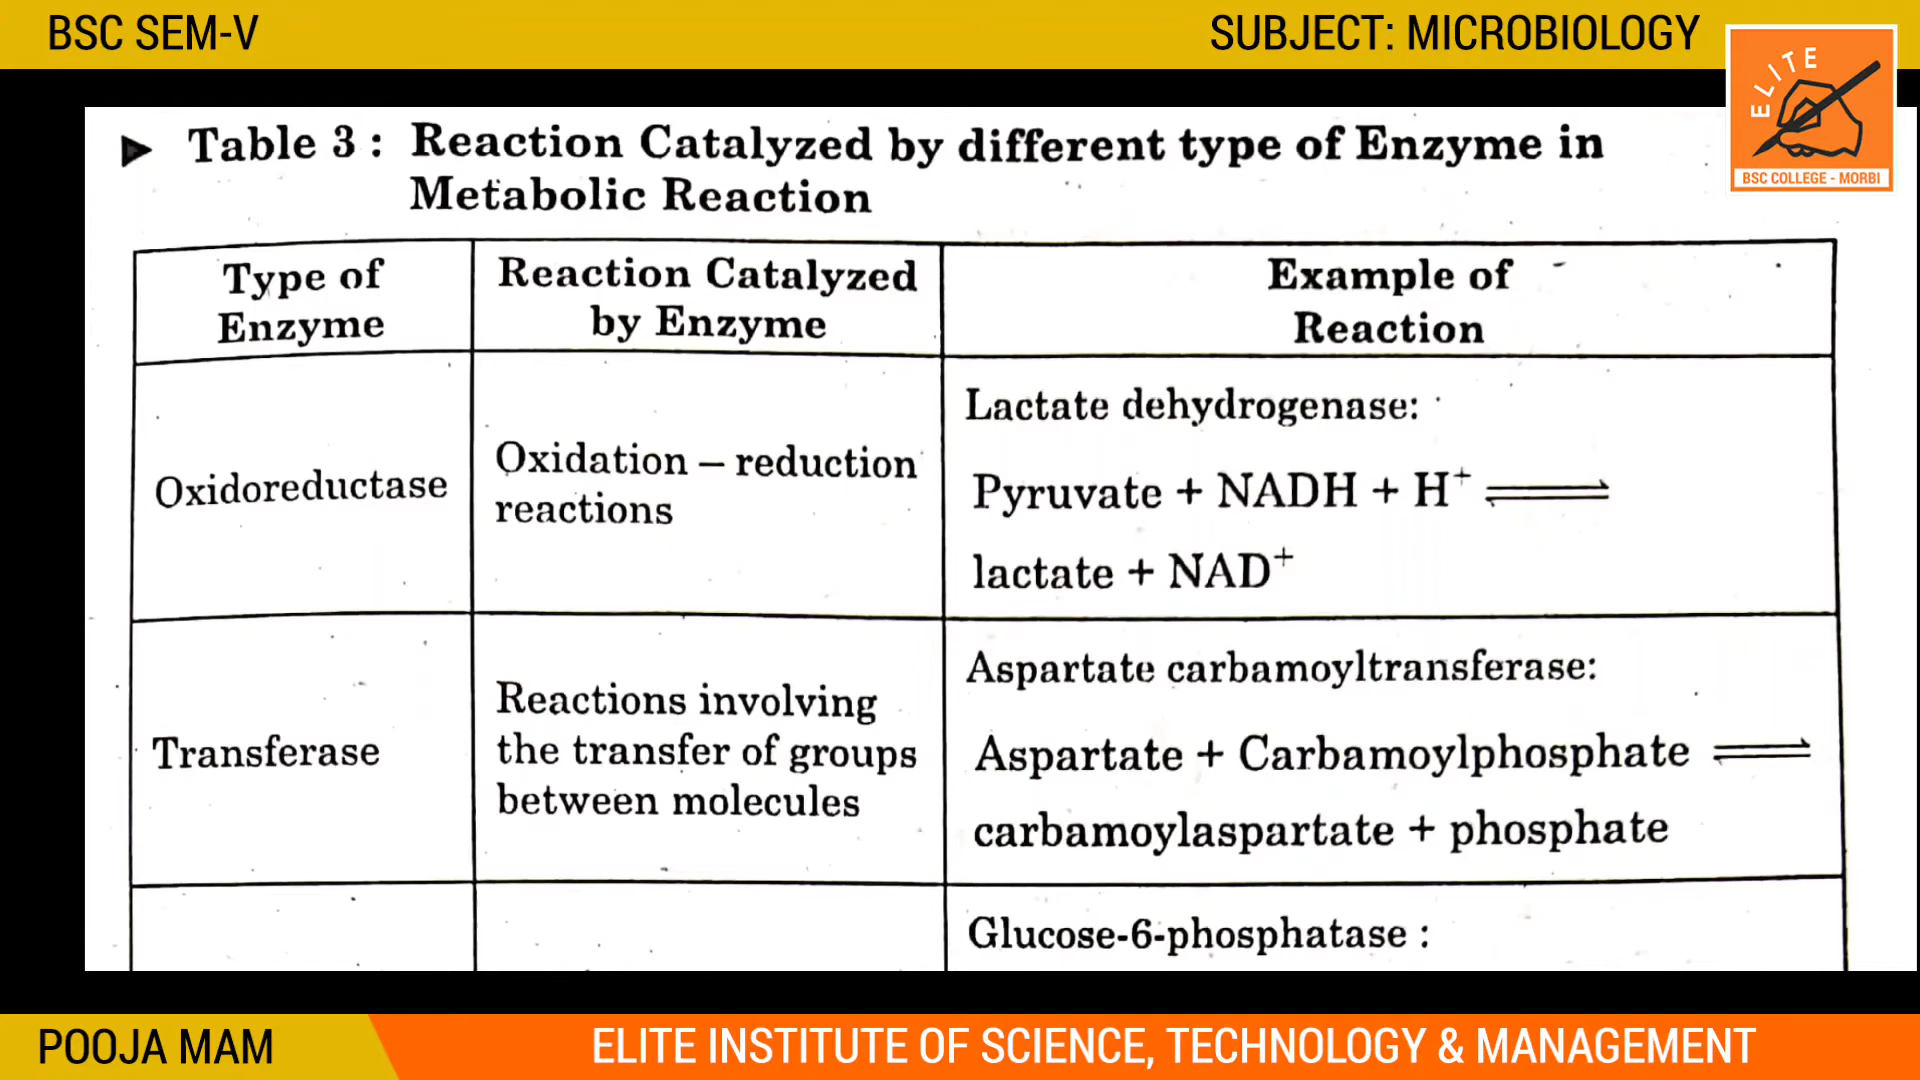 BSC SEM-V
SUBJECT: MICROBIOLOGY
ELITE
BSC COLLEGE - MORBI
Table 3 : Reaction Catalyzed by different type of Enzyme in
Metabolic Reaction
Type of
Enzyme
Reaction Catalyzed
by Enzyme
Example of
Reaction
Oxidoreductase
Oxidation – reduction
reactions
Lactate dehydrogenase:
Pyruvate + NADH + H⁺ ⇌
lactate + NAD⁺
Transferase
Reactions involving
the transfer of groups
between molecules
Aspartate carbamoyltransferase:
Aspartate + Carbamoylphosphate ⇌
carbamoylaspartate + phosphate
Glucose-6-phosphatase :
POOJA MAM
ELITE INSTITUTE OF SCIENCE, TECHNOLOGY & MANAGEMENT